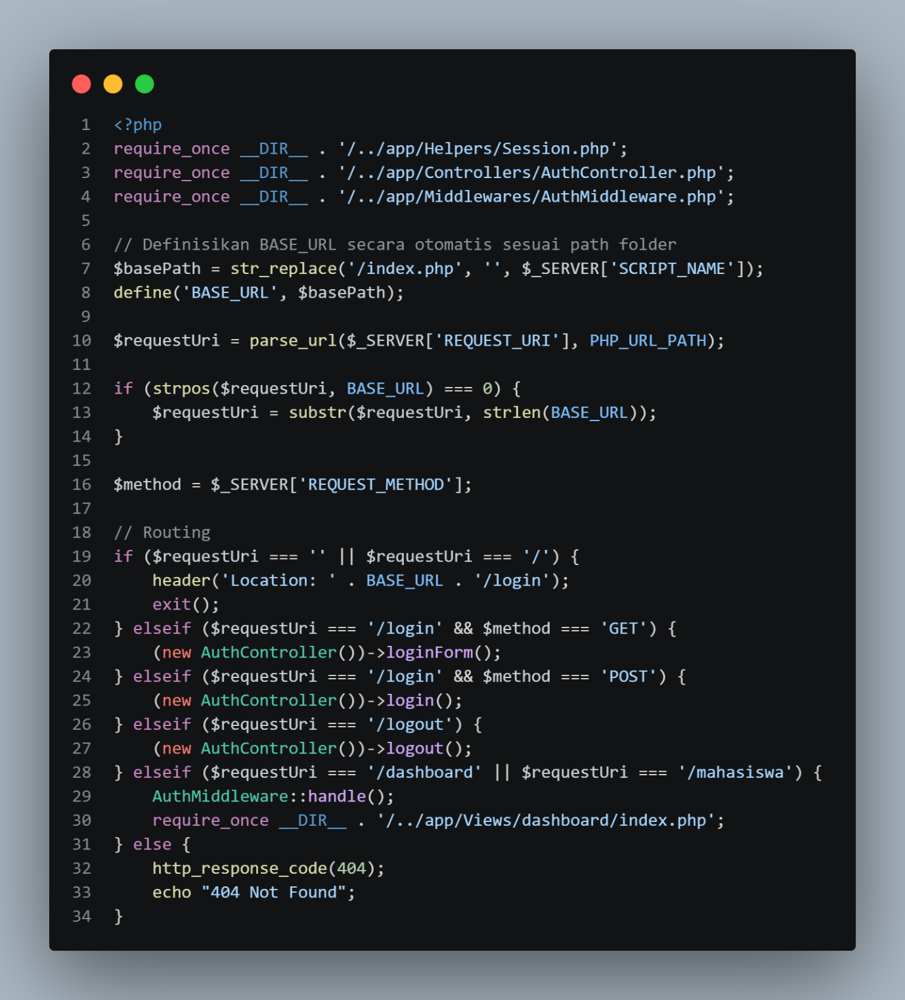 1 <?php
2 require_once __DIR__ . '/../app/Helpers/Session.php';
3 require_once __DIR__ . '/../app/Controllers/AuthController.php';
4 require_once __DIR__ . '/../app/Middlewares/AuthMiddleware.php';
5
6 // Definisikan BASE_URL secara otomatis sesuai path folder
7 $basePath = str_replace('/index.php', '', $_SERVER['SCRIPT_NAME']);
8 define('BASE_URL', $basePath);
9
10 $requestUri = parse_url($_SERVER['REQUEST_URI'], PHP_URL_PATH);
11
12 if (strpos($requestUri, BASE_URL) === 0) {
13     $requestUri = substr($requestUri, strlen(BASE_URL));
14 }
15
16 $method = $_SERVER['REQUEST_METHOD'];
17
18 // Routing
19 if ($requestUri === '' || $requestUri === '/') {
20     header('Location: ' . BASE_URL . '/login');
21     exit();
22 } elseif ($requestUri === '/login' && $method === 'GET') {
23     (new AuthController())->loginForm();
24 } elseif ($requestUri === '/login' && $method === 'POST') {
25     (new AuthController())->login();
26 } elseif ($requestUri === '/logout') {
27     (new AuthController())->logout();
28 } elseif ($requestUri === '/dashboard' || $requestUri === '/mahasiswa') {
29     AuthMiddleware::handle();
30     require_once __DIR__ . '/../app/Views/dashboard/index.php';
31 } else {
32     http_response_code(404);
33     echo "404 Not Found";
34 }